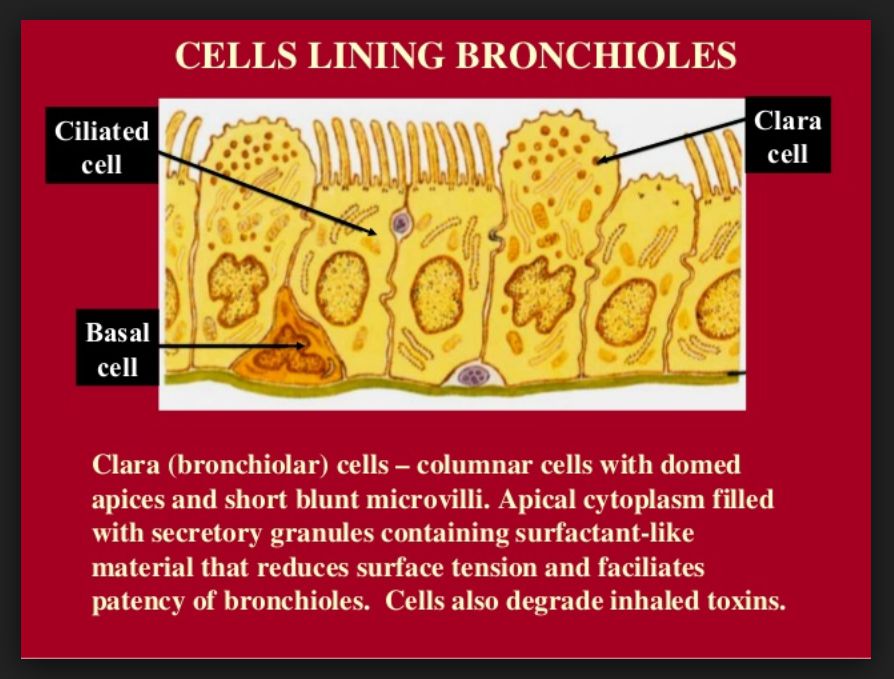 CELLS LINING BRONCHIOLES
Ciliated
cell
Clara
cell
Basal
cell
Clara (bronchiolar) cells – columnar cells with domed
apices and short blunt microvilli. Apical cytoplasm filled
with secretory granules containing surfactant-like
material that reduces surface tension and faciliates
patency of bronchioles.  Cells also degrade inhaled toxins.